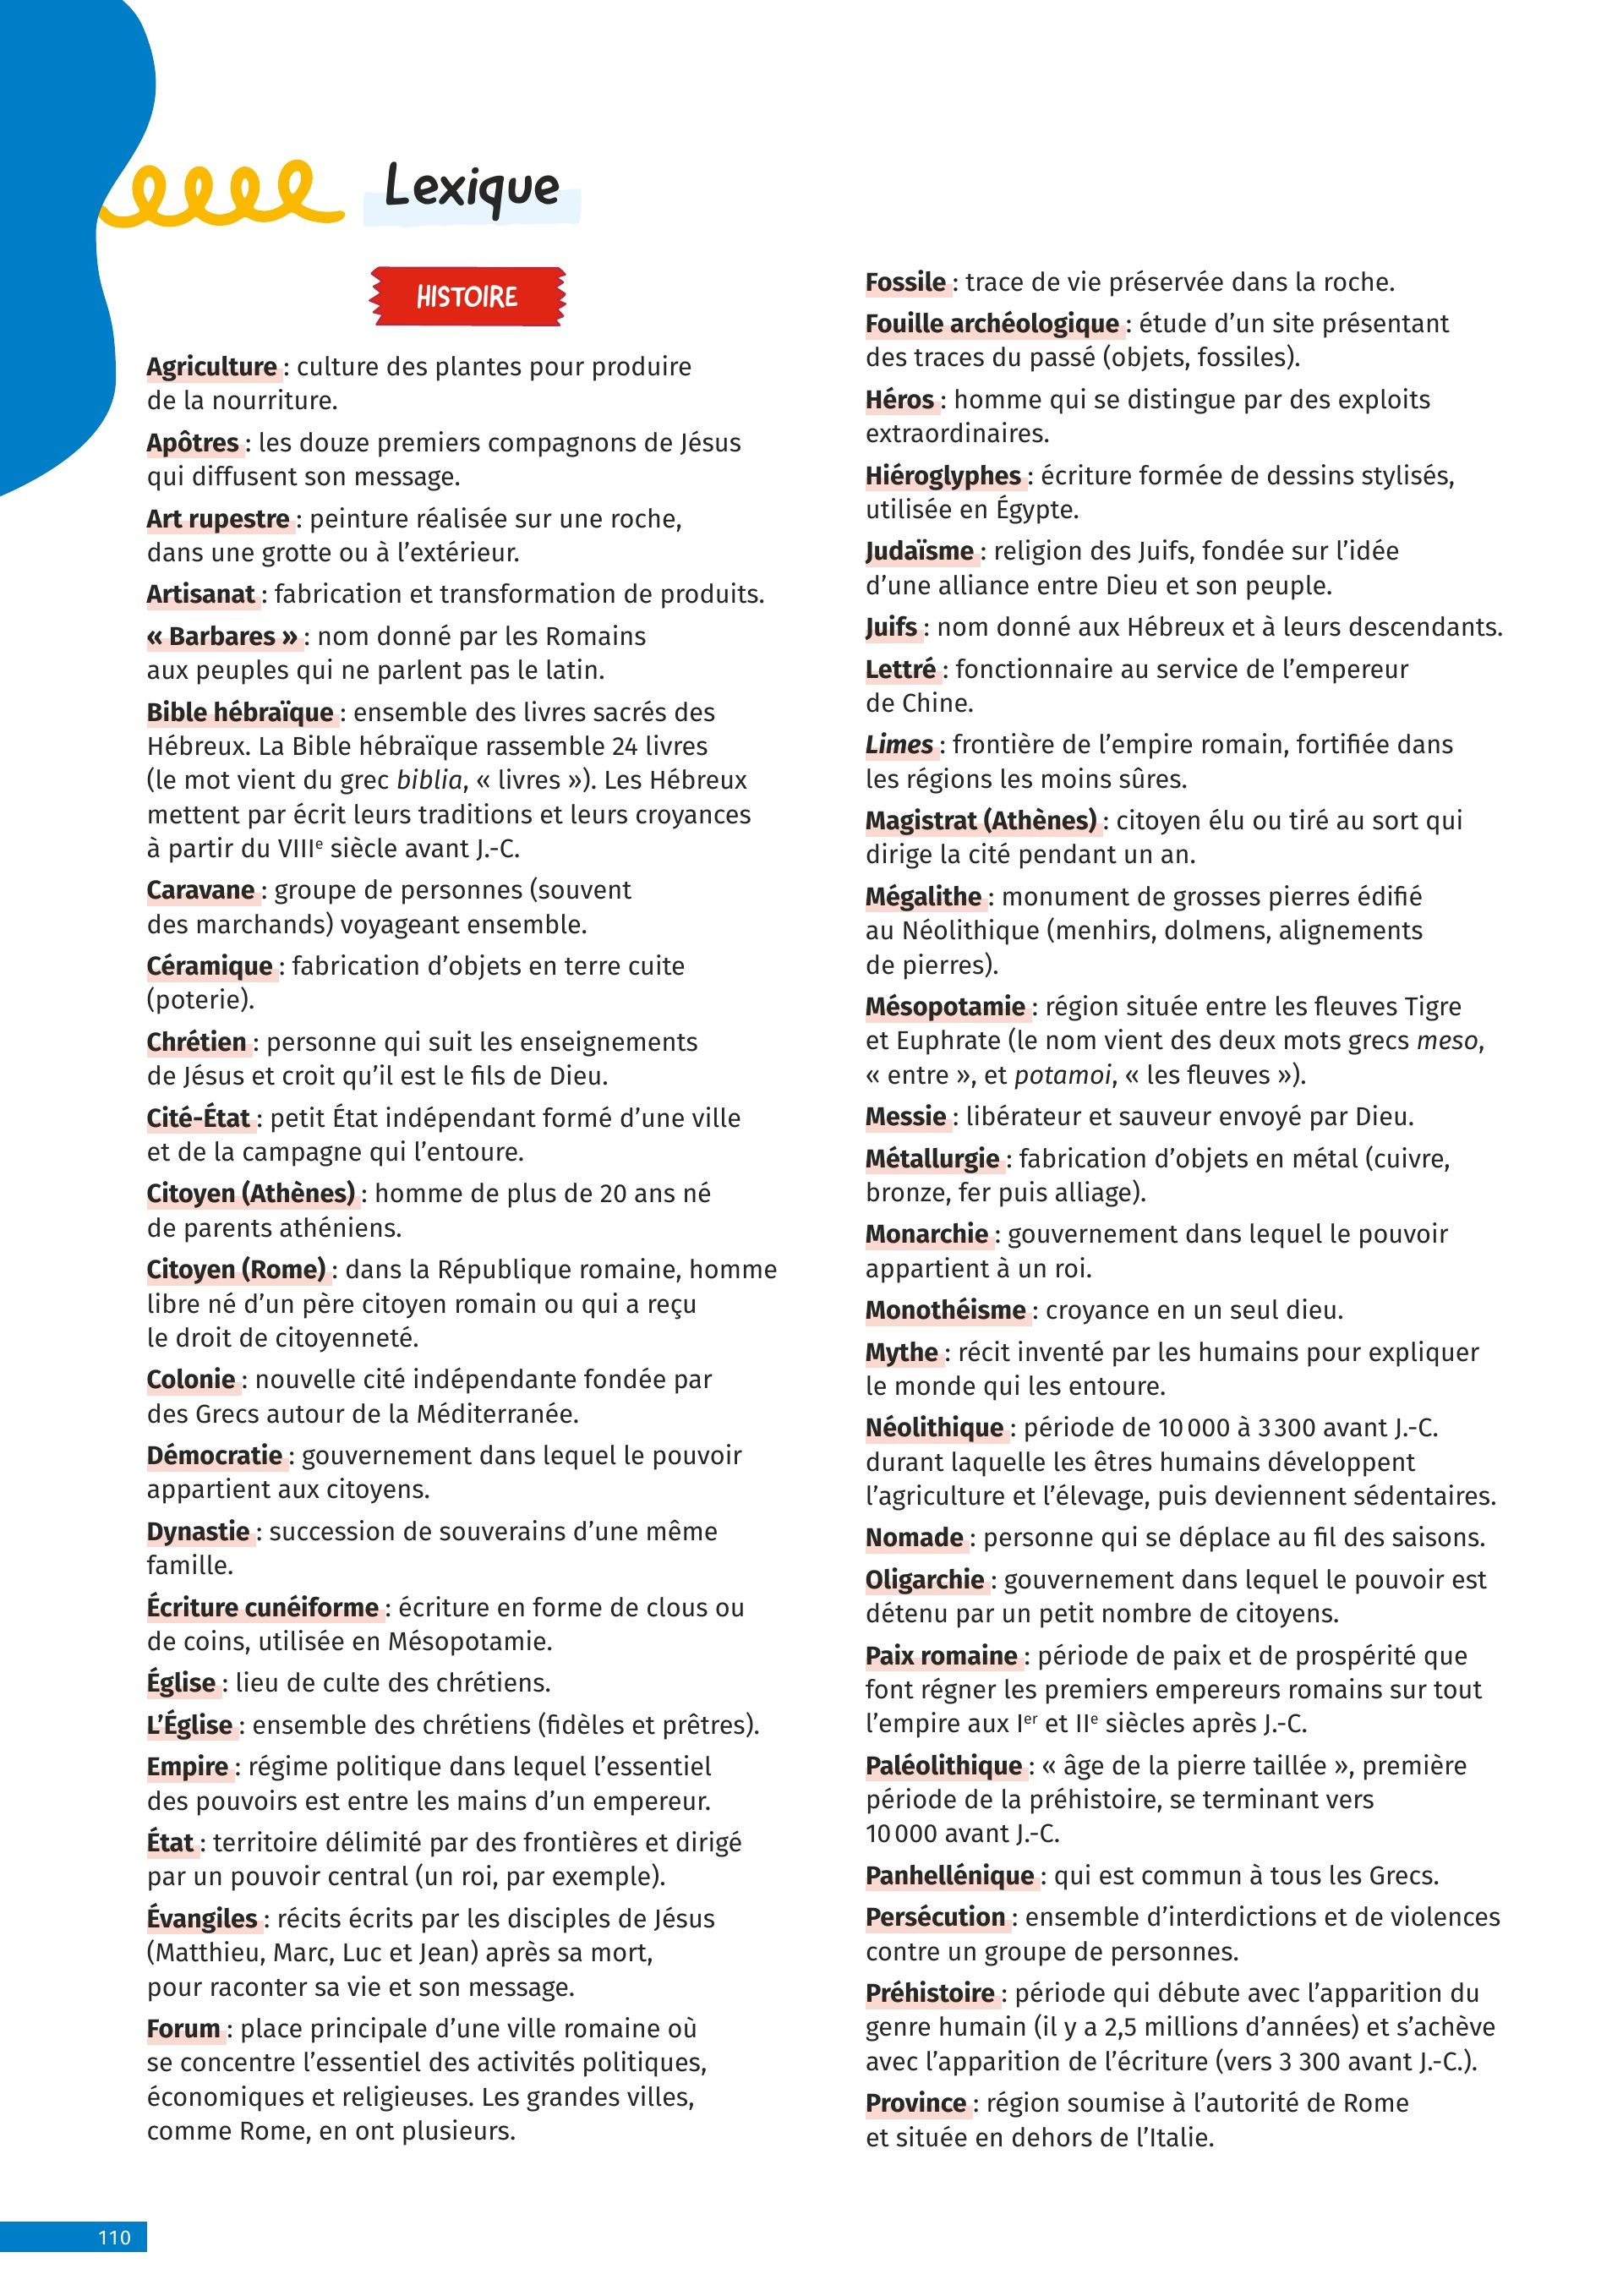 Lexique
HISTOIRE
Agriculture : culture des plantes pour produire
de la nourriture.
Apôtres : les douze premiers compagnons de Jésus
qui diffusent son message.
Art rupestre : peinture réalisée sur une roche,
dans une grotte ou à l’extérieur.
Artisanat : fabrication et transformation de produits.
« Barbares » : nom donné par les Romains
aux peuples qui ne parlent pas le latin.
Bible hébraïque : ensemble des livres sacrés des
Hébreux. La Bible hébraïque rassemble 24 livres
(le mot vient du grec biblia, « livres »). Les Hébreux
mettent par écrit leurs traditions et leurs croyances
à partir du VIIIe siècle avant J.-C.
Caravane : groupe de personnes (souvent
des marchands) voyageant ensemble.
Céramique : fabrication d’objets en terre cuite
(poterie).
Chrétien : personne qui suit les enseignements
de Jésus et croit qu’il est le fils de Dieu.
Cité-État : petit État indépendant formé d’une ville
et de la campagne qui l’entoure.
Citoyen (Athènes) : homme de plus de 20 ans né
de parents athéniens.
Citoyen (Rome) : dans la République romaine, homme
libre né d’un père citoyen romain ou qui a reçu
le droit de citoyenneté.
Colonie : nouvelle cité indépendante fondée par
des Grecs autour de la Méditerranée.
Démocratie : gouvernement dans lequel le pouvoir
appartient aux citoyens.
Dynastie : succession de souverains d’une même
famille.
Écriture cunéiforme : écriture en forme de clous ou
de coins, utilisée en Mésopotamie.
Église : lieu de culte des chrétiens.
L’Église : ensemble des chrétiens (fidèles et prêtres).
Empire : régime politique dans lequel l’essentiel
des pouvoirs est entre les mains d’un empereur.
État : territoire délimité par des frontières et dirigé
par un pouvoir central (un roi, par exemple).
Évangiles : récits écrits par les disciples de Jésus
(Matthieu, Marc, Luc et Jean) après sa mort,
pour raconter sa vie et son message.
Forum : place principale d’une ville romaine où
se concentre l’essentiel des activités politiques,
économiques et religieuses. Les grandes villes,
comme Rome, en ont plusieurs.
Fossile : trace de vie préservée dans la roche.
Fouille archéologique : étude d’un site présentant
des traces du passé (objets, fossiles).
Héros : homme qui se distingue par des exploits
extraordinaires.
Hiéroglyphes : écriture formée de dessins stylisés,
utilisée en Égypte.
Judaïsme : religion des Juifs, fondée sur l’idée
d’une alliance entre Dieu et son peuple.
Juifs : nom donné aux Hébreux et à leurs descendants.
Lettré : fonctionnaire au service de l’empereur
de Chine.
Limes : frontière de l’empire romain, fortifiée dans
les régions les moins sûres.
Magistrat (Athènes) : citoyen élu ou tiré au sort qui
dirige la cité pendant un an.
Mégalithe : monument de grosses pierres édifié
au Néolithique (menhirs, dolmens, alignements
de pierres).
Mésopotamie : région située entre les fleuves Tigre
et Euphrate (le nom vient des deux mots grecs meso,
« entre », et potamoi, « les fleuves »).
Messie : libérateur et sauveur envoyé par Dieu.
Métallurgie : fabrication d’objets en métal (cuivre,
bronze, fer puis alliage).
Monarchie : gouvernement dans lequel le pouvoir
appartient à un roi.
Monothéisme : croyance en un seul dieu.
Mythe : récit inventé par les humains pour expliquer
le monde qui les entoure.
Néolithique : période de 10 000 à 3 300 avant J.-C.
durant laquelle les êtres humains développent
l’agriculture et l’élevage, puis deviennent sédentaires.
Nomade : personne qui se déplace au fil des saisons.
Oligarchie : gouvernement dans lequel le pouvoir est
détenu par un petit nombre de citoyens.
Paix romaine : période de paix et de prospérité que
font régner les premiers empereurs romains sur tout
l’empire aux Ier et IIe siècles après J.-C.
Paléolithique : « âge de la pierre taillée », première
période de la préhistoire, se terminant vers
10 000 avant J.-C.
Panhellénique : qui est commun à tous les Grecs.
Persécution : ensemble d’interdictions et de violences
contre un groupe de personnes.
Préhistoire : période qui débute avec l’apparition du
genre humain (il y a 2,5 millions d’années) et s’achève
avec l’apparition de l’écriture (vers 3 300 avant J.-C.).
Province : région soumise à l’autorité de Rome
et située en dehors de l’Italie.
110